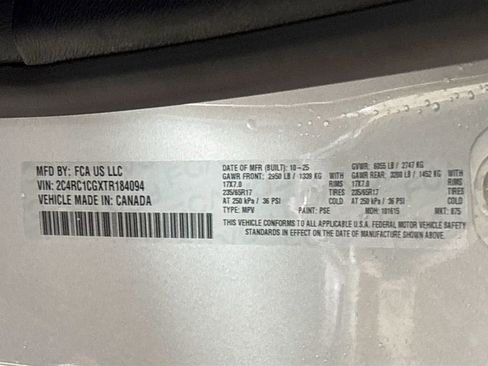 MFD BY: FCA US LLC
VIN: 2C4RC1CGXTR184094
VEHICLE MADE IN: CANADA
DATE OF MFR (BUILT): 10-25
GVWR: 6055 LB / 2747 KG
GAWR FRONT: 2950 LB / 1339 KG
GAWR REAR: 3200 LB / 1452 KG
17X7.0 RIMS 17X7.0 RIMS
235/65R17 TIRES 235/65R17 TIRES
AT 250 kPa / 36 PSI COLD AT 250 kPa / 36 PSI COLD
TYPE: MPV PAINT: PSE MDH: 101615 MKT: B75
THIS VEHICLE CONFORMS TO ALL APPLICABLE U.S.A. FEDERAL MOTOR VEHICLE SAFETY
STANDARDS IN EFFECT ON THE DATE OF MANUFACTURE SHOWN ABOVE.